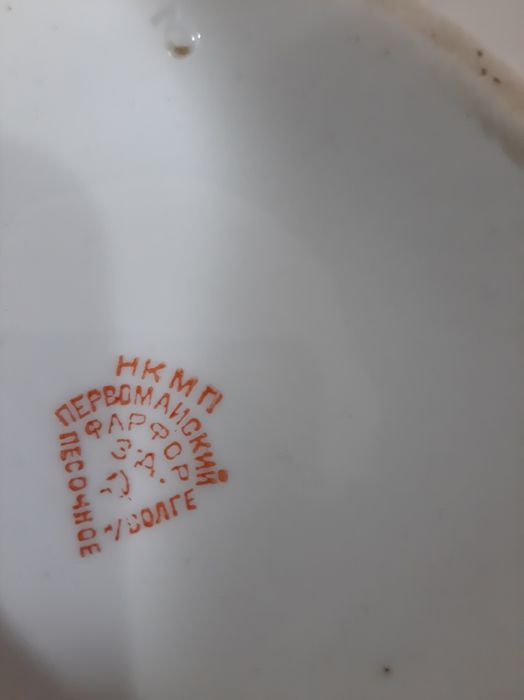 НКМП
ПЕРВОМАЙСКИЙ
ФАРФОР
З-Д.
ПЕСОЧНОЕ
ВОЛГЕ